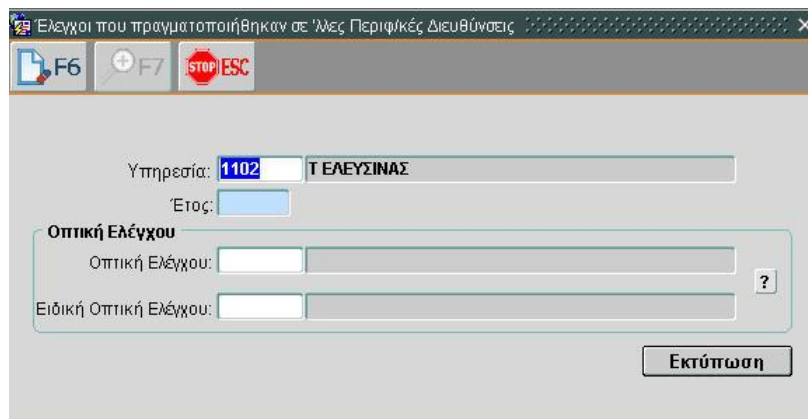 Έλεγχοι που πραγματοποιήθηκαν σε 'λλες Περιφ/κές Διευθύνσεις
F6 F7 STOP ESC
Υπηρεσία: 1102 Τ ΕΛΕΥΣΙΝΑΣ
Έτος:
Οπτική Ελέγχου
Οπτική Ελέγχου:
?
Ειδική Οπτική Ελέγχου:
Εκτύπωση